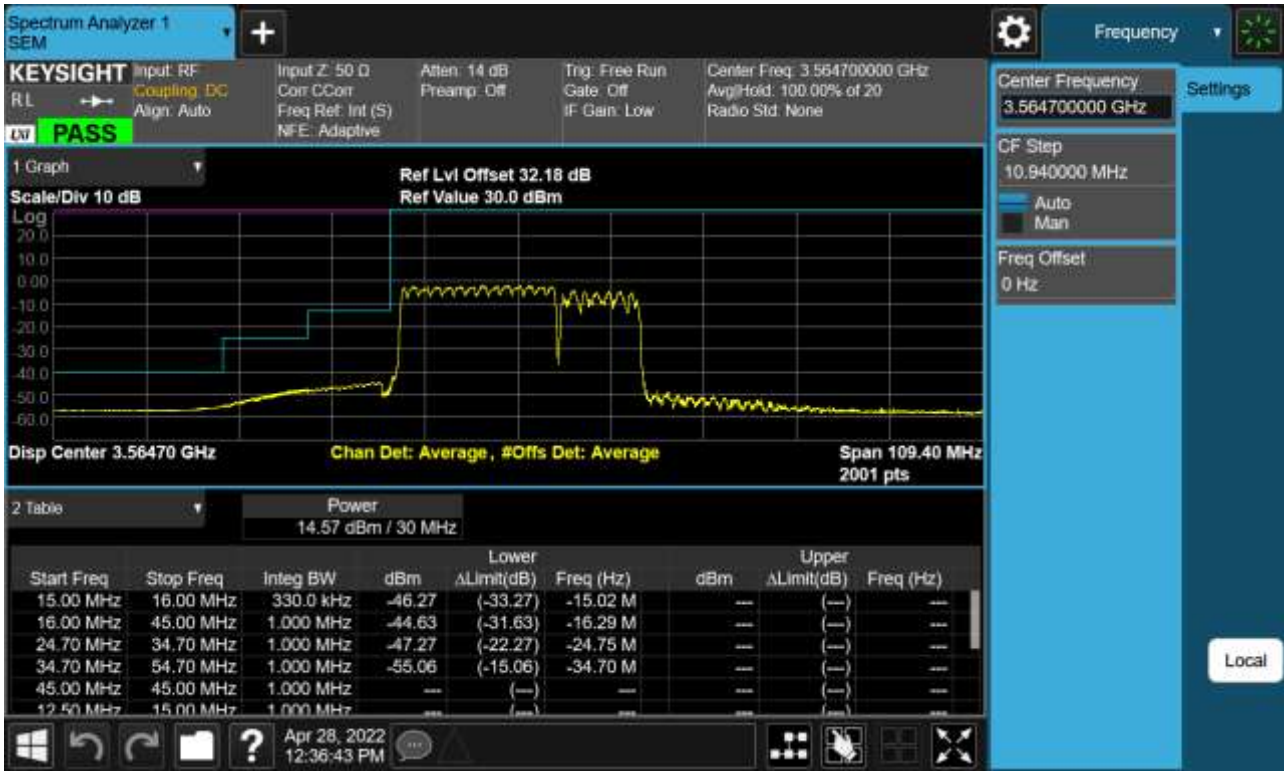 Spectrum Analyzer 1
SEM
+
Frequency
KEYSIGHT
RL
PASS
Input: RF
Coupling: DC
Align: Auto
Input Z: 50 Ω
Corr CCorr
Freq Ref: Int (S)
NFE: Adaptive
Atten: 14 dB
Preamp: Off
Trig: Free Run
Gate: Off
IF Gain: Low
Center Freq: 3.564700000 GHz
Avg|Hold: 100.00% of 20
Radio Std: None
Center Frequency
3.564700000 GHz
Settings
CF Step
10.940000 MHz
Auto
Man
Freq Offset
0 Hz
1 Graph
Scale/Div 10 dB
Ref Lvl Offset 32.18 dB
Ref Value 30.0 dBm
Log
20.0
10.0
0.00
-10.0
-20.0
-30.0
-40.0
-50.0
-60.0
Disp Center 3.56470 GHz
Chan Det: Average, #Offs Det: Average
Span 109.40 MHz
2001 pts
2 Table
Power
14.57 dBm / 30 MHz
Lower Upper
Start Freq Stop Freq Integ BW dBm ΔLimit(dB) Freq (Hz) dBm ΔLimit(dB) Freq (Hz)
15.00 MHz 16.00 MHz 330.0 kHz -46.27 (-33.27) -15.02 M --- (---) ---
16.00 MHz 45.00 MHz 1.000 MHz -44.63 (-31.63) -16.29 M --- (---) ---
24.70 MHz 34.70 MHz 1.000 MHz -47.27 (-22.27) -24.75 M --- (---) ---
34.70 MHz 54.70 MHz 1.000 MHz -55.06 (-15.06) -34.70 M --- (---) ---
45.00 MHz 45.00 MHz 1.000 MHz --- (---) --- --- (---) ---
12.50 MHz 15.00 MHz 1.000 MHz --- (---) --- --- (---) ---
Local
?
Apr 28, 2022
12:36:43 PM